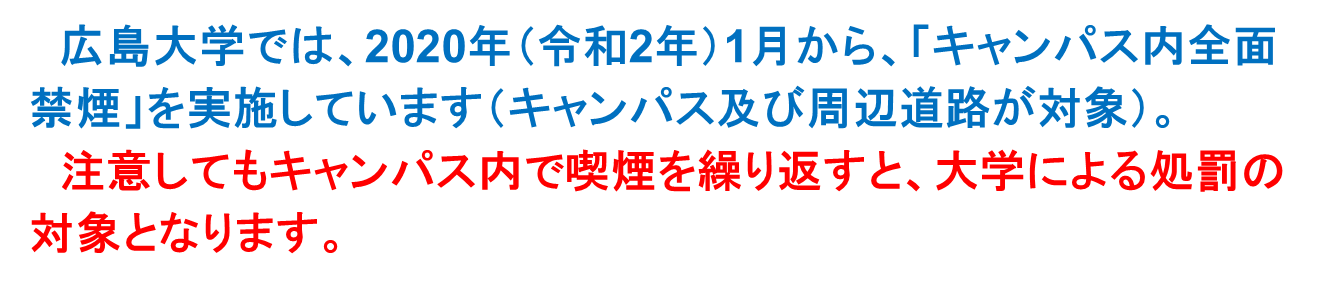 広島大学では、2020年（令和2年）1月から、「キャンパス内全面
禁煙」を実施しています（キャンパス及び周辺道路が対象）。
注意してもキャンパス内で喫煙を繰り返すと、大学による処罰の
対象となります。